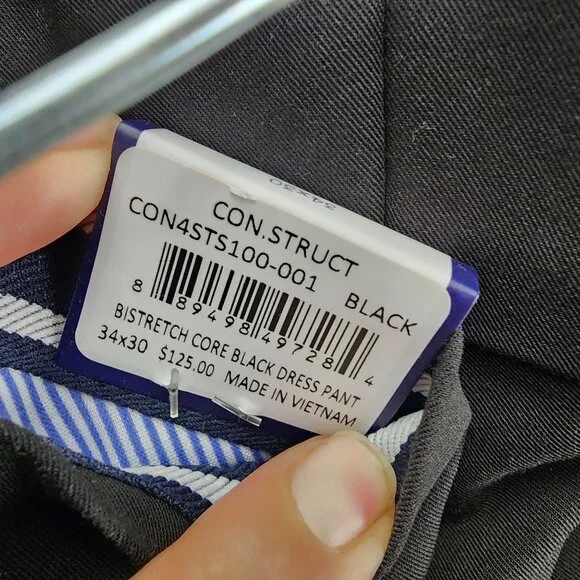 34x30
CON.STRUCT
CON4STS100-001 BLACK
8 89498 49728 4
BISTRETCH CORE BLACK DRESS PANT
34x30 $125.00 MADE IN VIETNAM